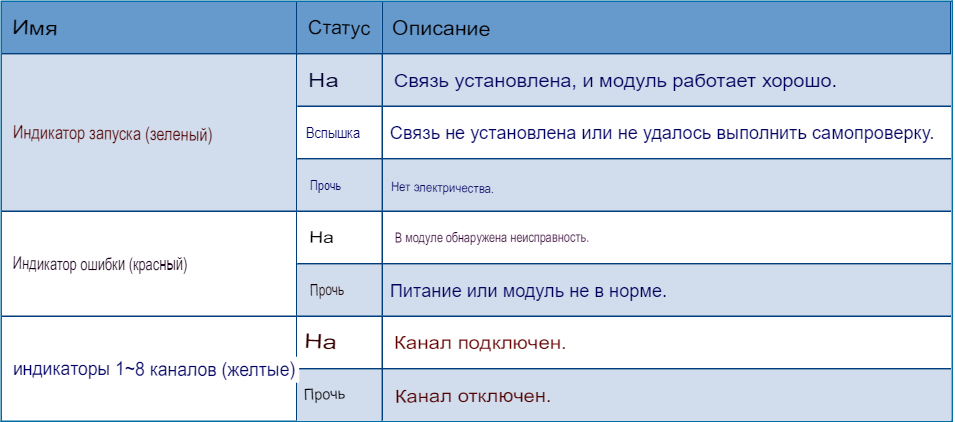 Имя Статус Описание
На Связь установлена, и модуль работает хорошо.
Индикатор запуска (зеленый) Вспышка Связь не установлена или не удалось выполнить самопроверку.
Прочь Нет электричества.
На В модуле обнаружена неисправность.
Индикатор ошибки (красный)
Прочь Питание или модуль не в норме.
На Канал подключен.
индикаторы 1~8 каналов (желтые)
Прочь Канал отключен.